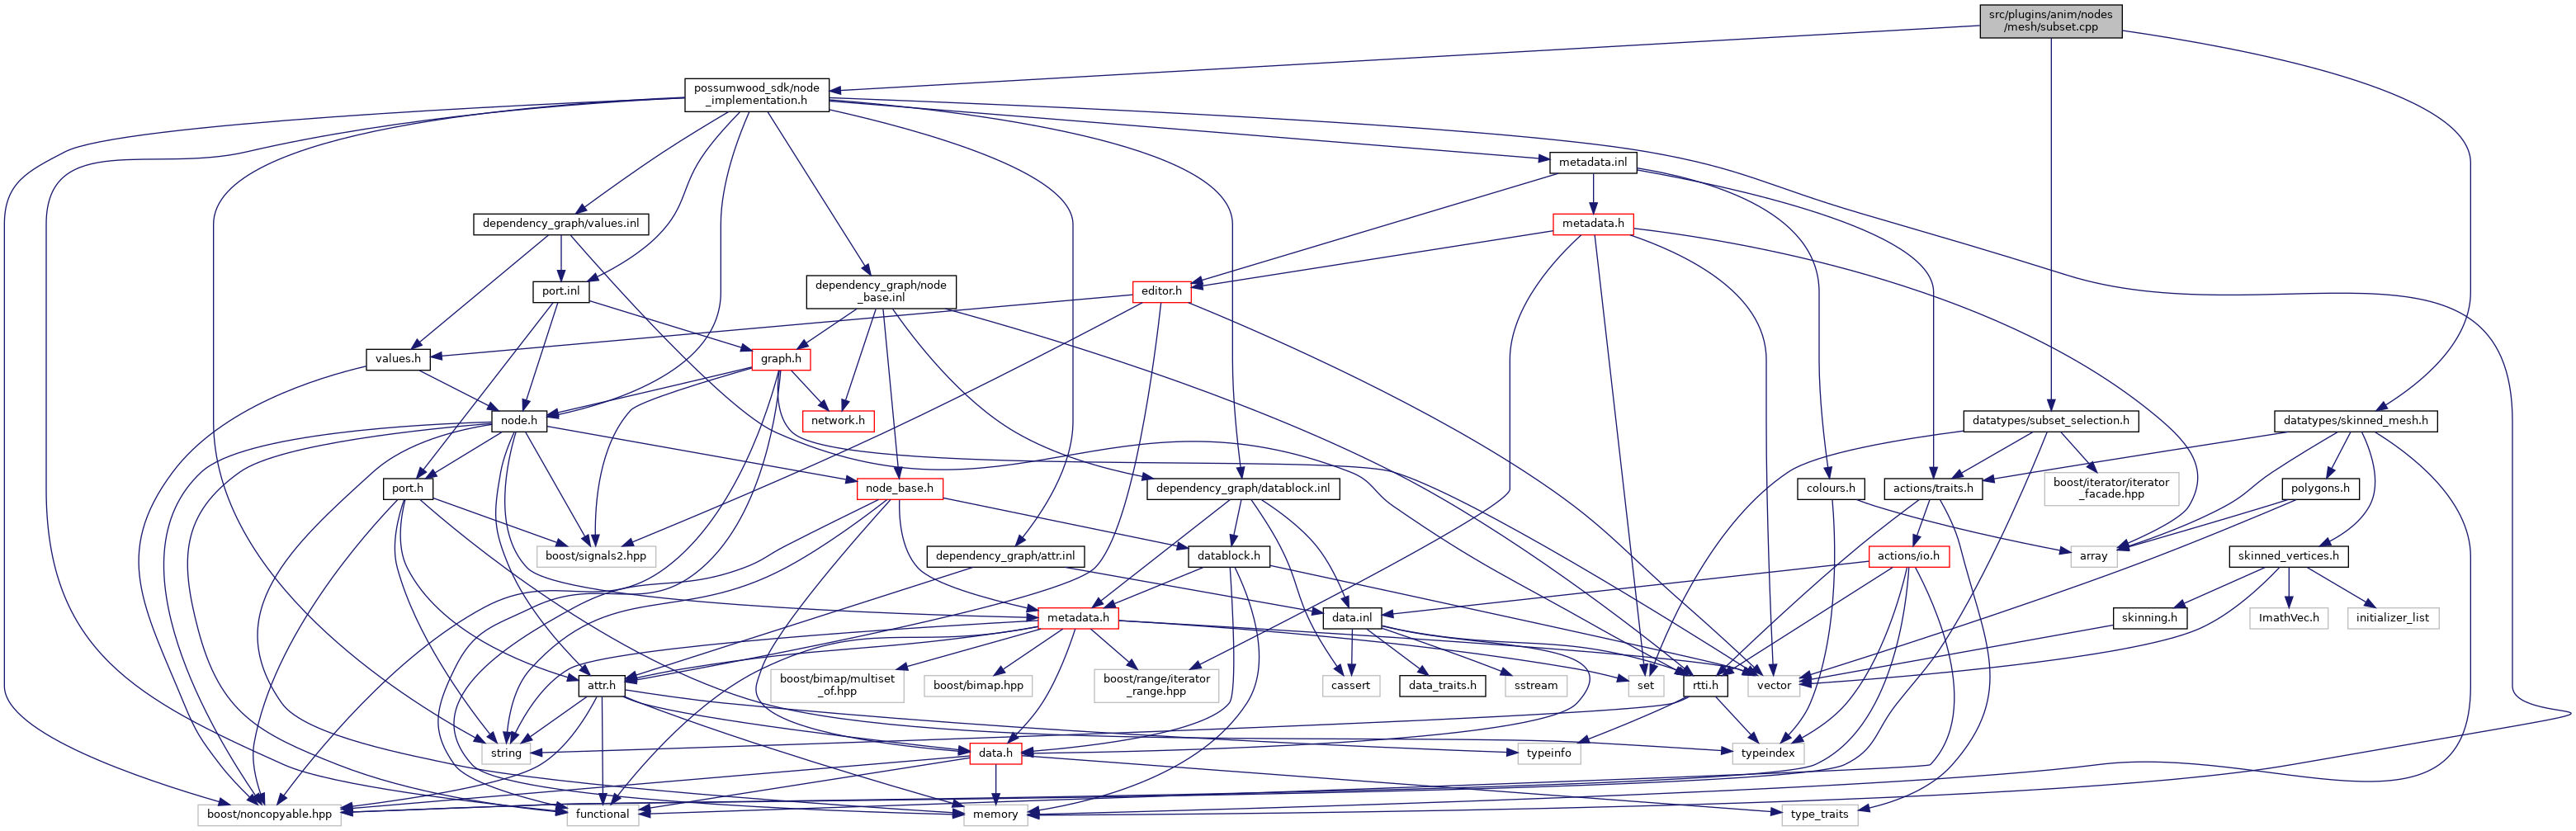 src/plugins/anim/nodes
/mesh/subset.cpp
possumwood_sdk/node
_implementation.h
metadata.inl
dependency_graph/values.inl
metadata.h
port.inl
dependency_graph/node
_base.inl
editor.h
values.h
graph.h
node.h
network.h
datatypes/subset_selection.h
datatypes/skinned_mesh.h
port.h
node_base.h
dependency_graph/datablock.inl
colours.h
actions/traits.h
boost/iterator/iterator
_facade.hpp
polygons.h
boost/signals2.hpp
dependency_graph/attr.inl
datablock.h
actions/io.h
array
skinned_vertices.h
metadata.h
data.inl
skinning.h
ImathVec.h
initializer_list
attr.h
boost/bimap/multiset
_of.hpp
boost/bimap.hpp
boost/range/iterator
_range.hpp
cassert
data_traits.h
sstream
set
rtti.h
vector
string
data.h
typeinfo
typeindex
boost/noncopyable.hpp
functional
memory
type_traits